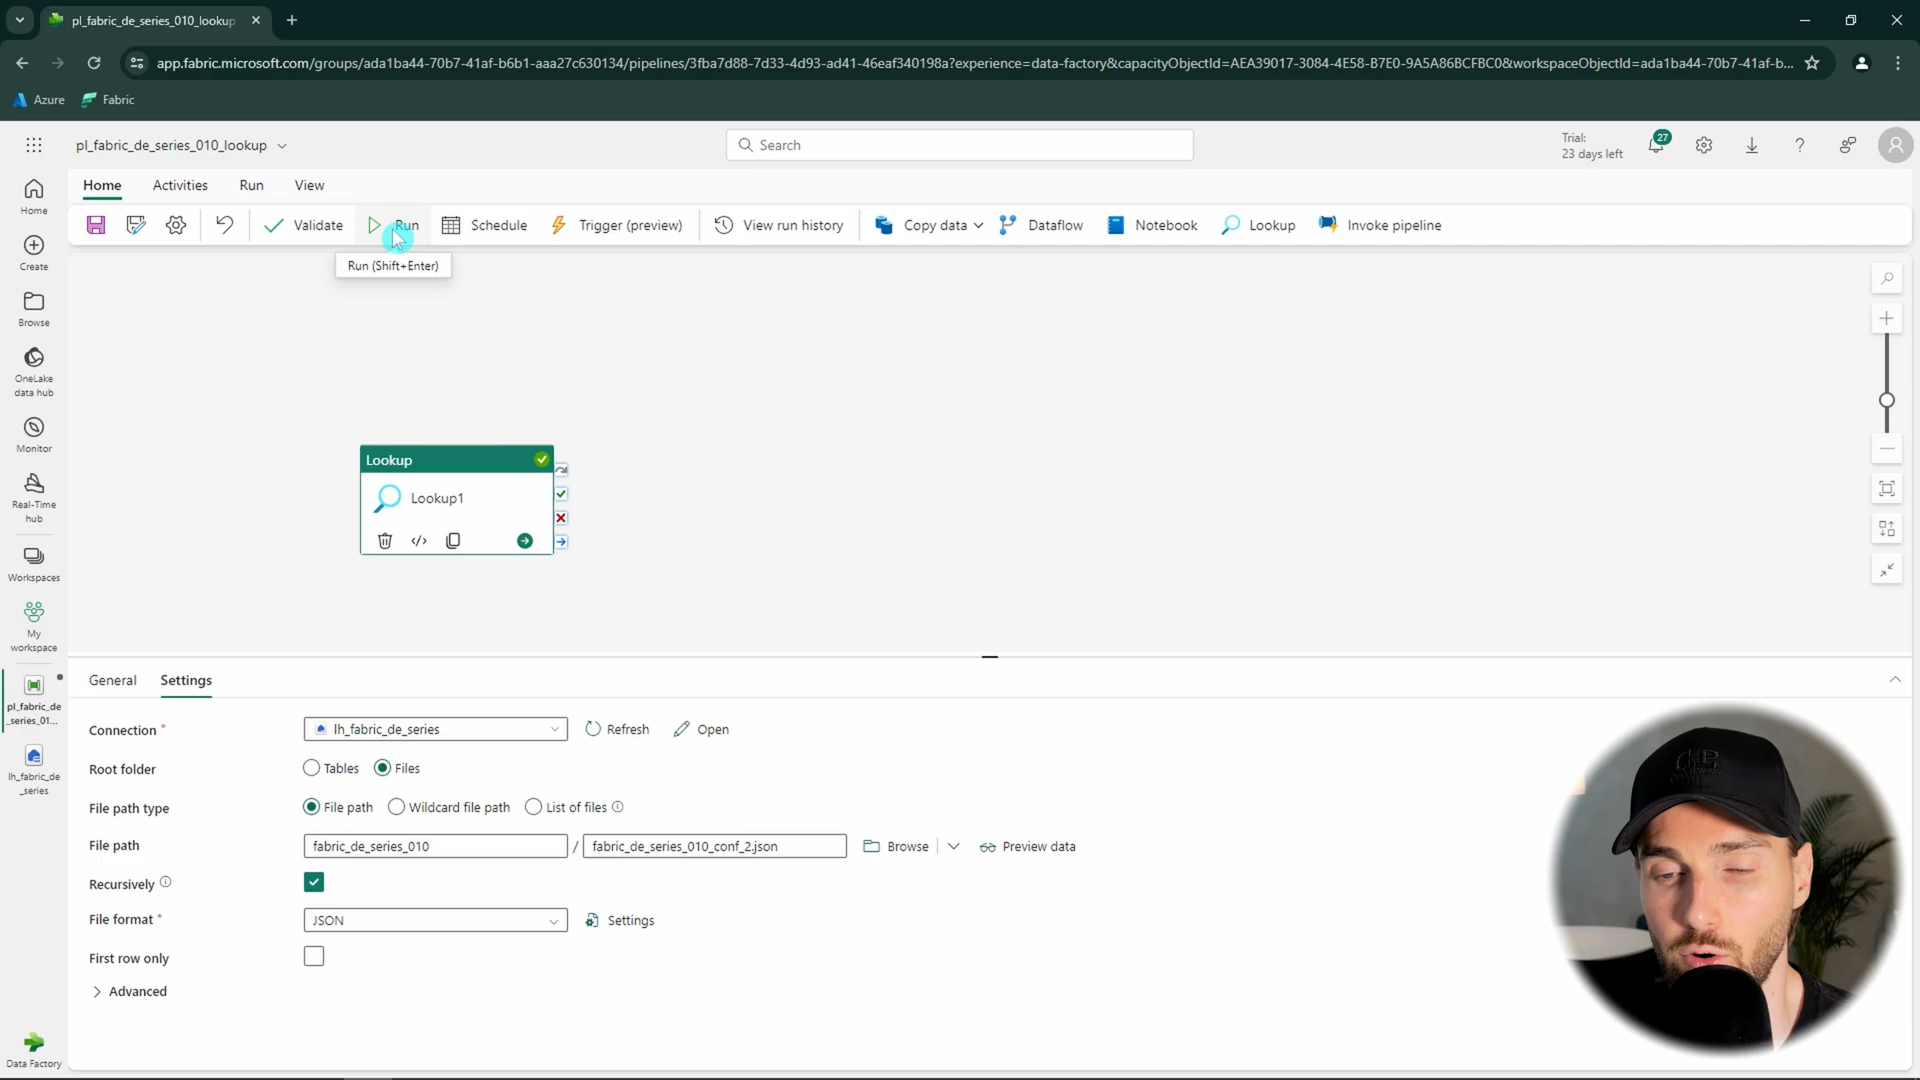 pl_fabric_de_series_010_lookup
app.fabric.microsoft.com/groups/ada1ba44-70b7-41af-b6b1-aaa27c630134/pipelines/3fba7d88-7d33-4d93-ad41-46eaf340198a?experience=data-factory&capacityObjectId=AEA39017-3084-4E58-B7E0-9A5A86BCFBC0&workspaceObjectId=ada1ba44-70b7-41af-b...
Azure
Fabric
pl_fabric_de_series_010_lookup
Search
Trial:
23 days left
27
Home
Activities
Run
View
Validate
Run
Schedule
Trigger (preview)
View run history
Copy data
Dataflow
Notebook
Lookup
Invoke pipeline
Run (Shift+Enter)
Home
Create
Browse
OneLake
data hub
Monitor
Real-Time
hub
Workspaces
My
workspace
pl_fabric_de
_series_01...
lh_fabric_de
_series
Data Factory
Lookup
Lookup1
General
Settings
Connection *
lh_fabric_de_series
Refresh
Open
Root folder
Tables
Files
File path type
File path
Wildcard file path
List of files
File path
fabric_de_series_010
/
fabric_de_series_010_conf_2.json
Browse
Preview data
Recursively
File format *
JSON
Settings
First row only
Advanced